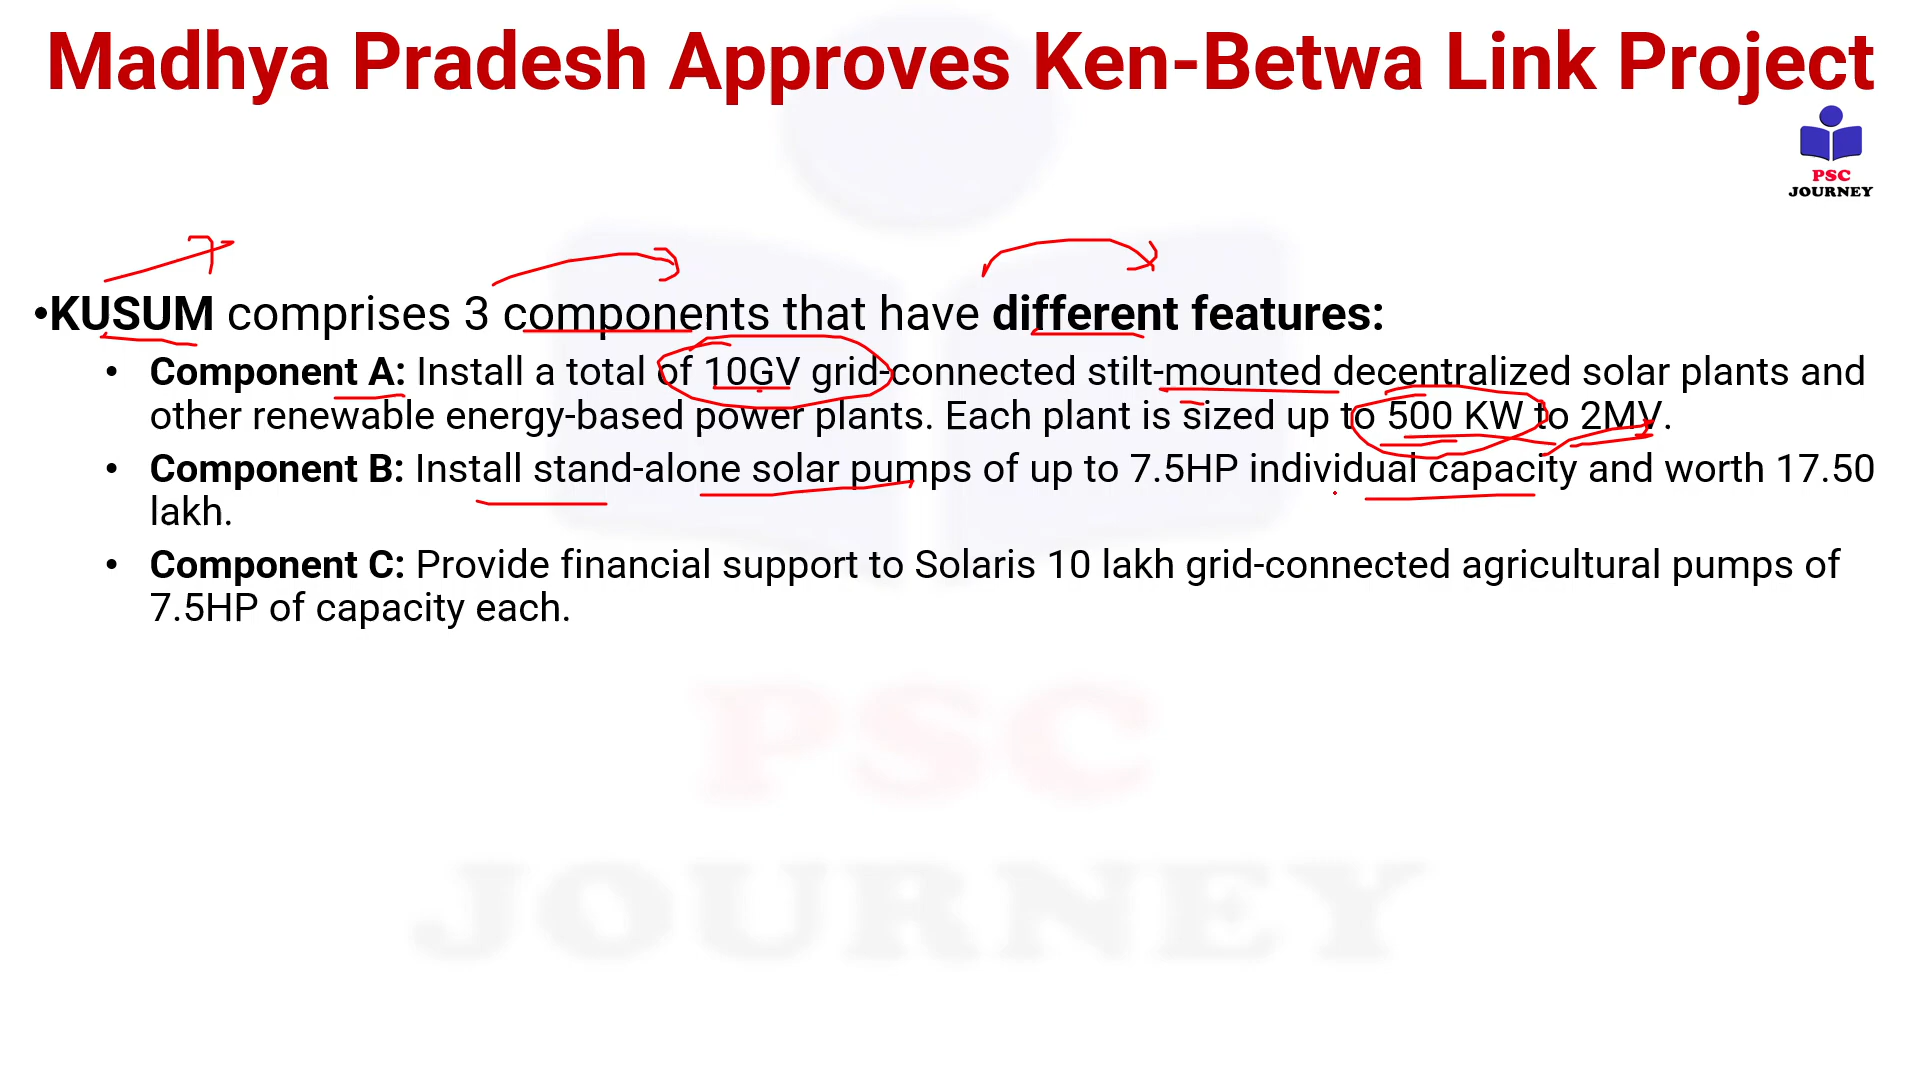 Madhya Pradesh Approves Ken-Betwa Link Project
PSC
JOURNEY
•KUSUM comprises 3 components that have different features:
• Component A: Install a total of 10GV grid-connected stilt-mounted decentralized solar plants and
other renewable energy-based power plants. Each plant is sized up to 500 KW to 2MV.
• Component B: Install stand-alone solar pumps of up to 7.5HP individual capacity and worth 17.50
lakh.
• Component C: Provide financial support to Solaris 10 lakh grid-connected agricultural pumps of
7.5HP of capacity each.
PSC
JOURNEY